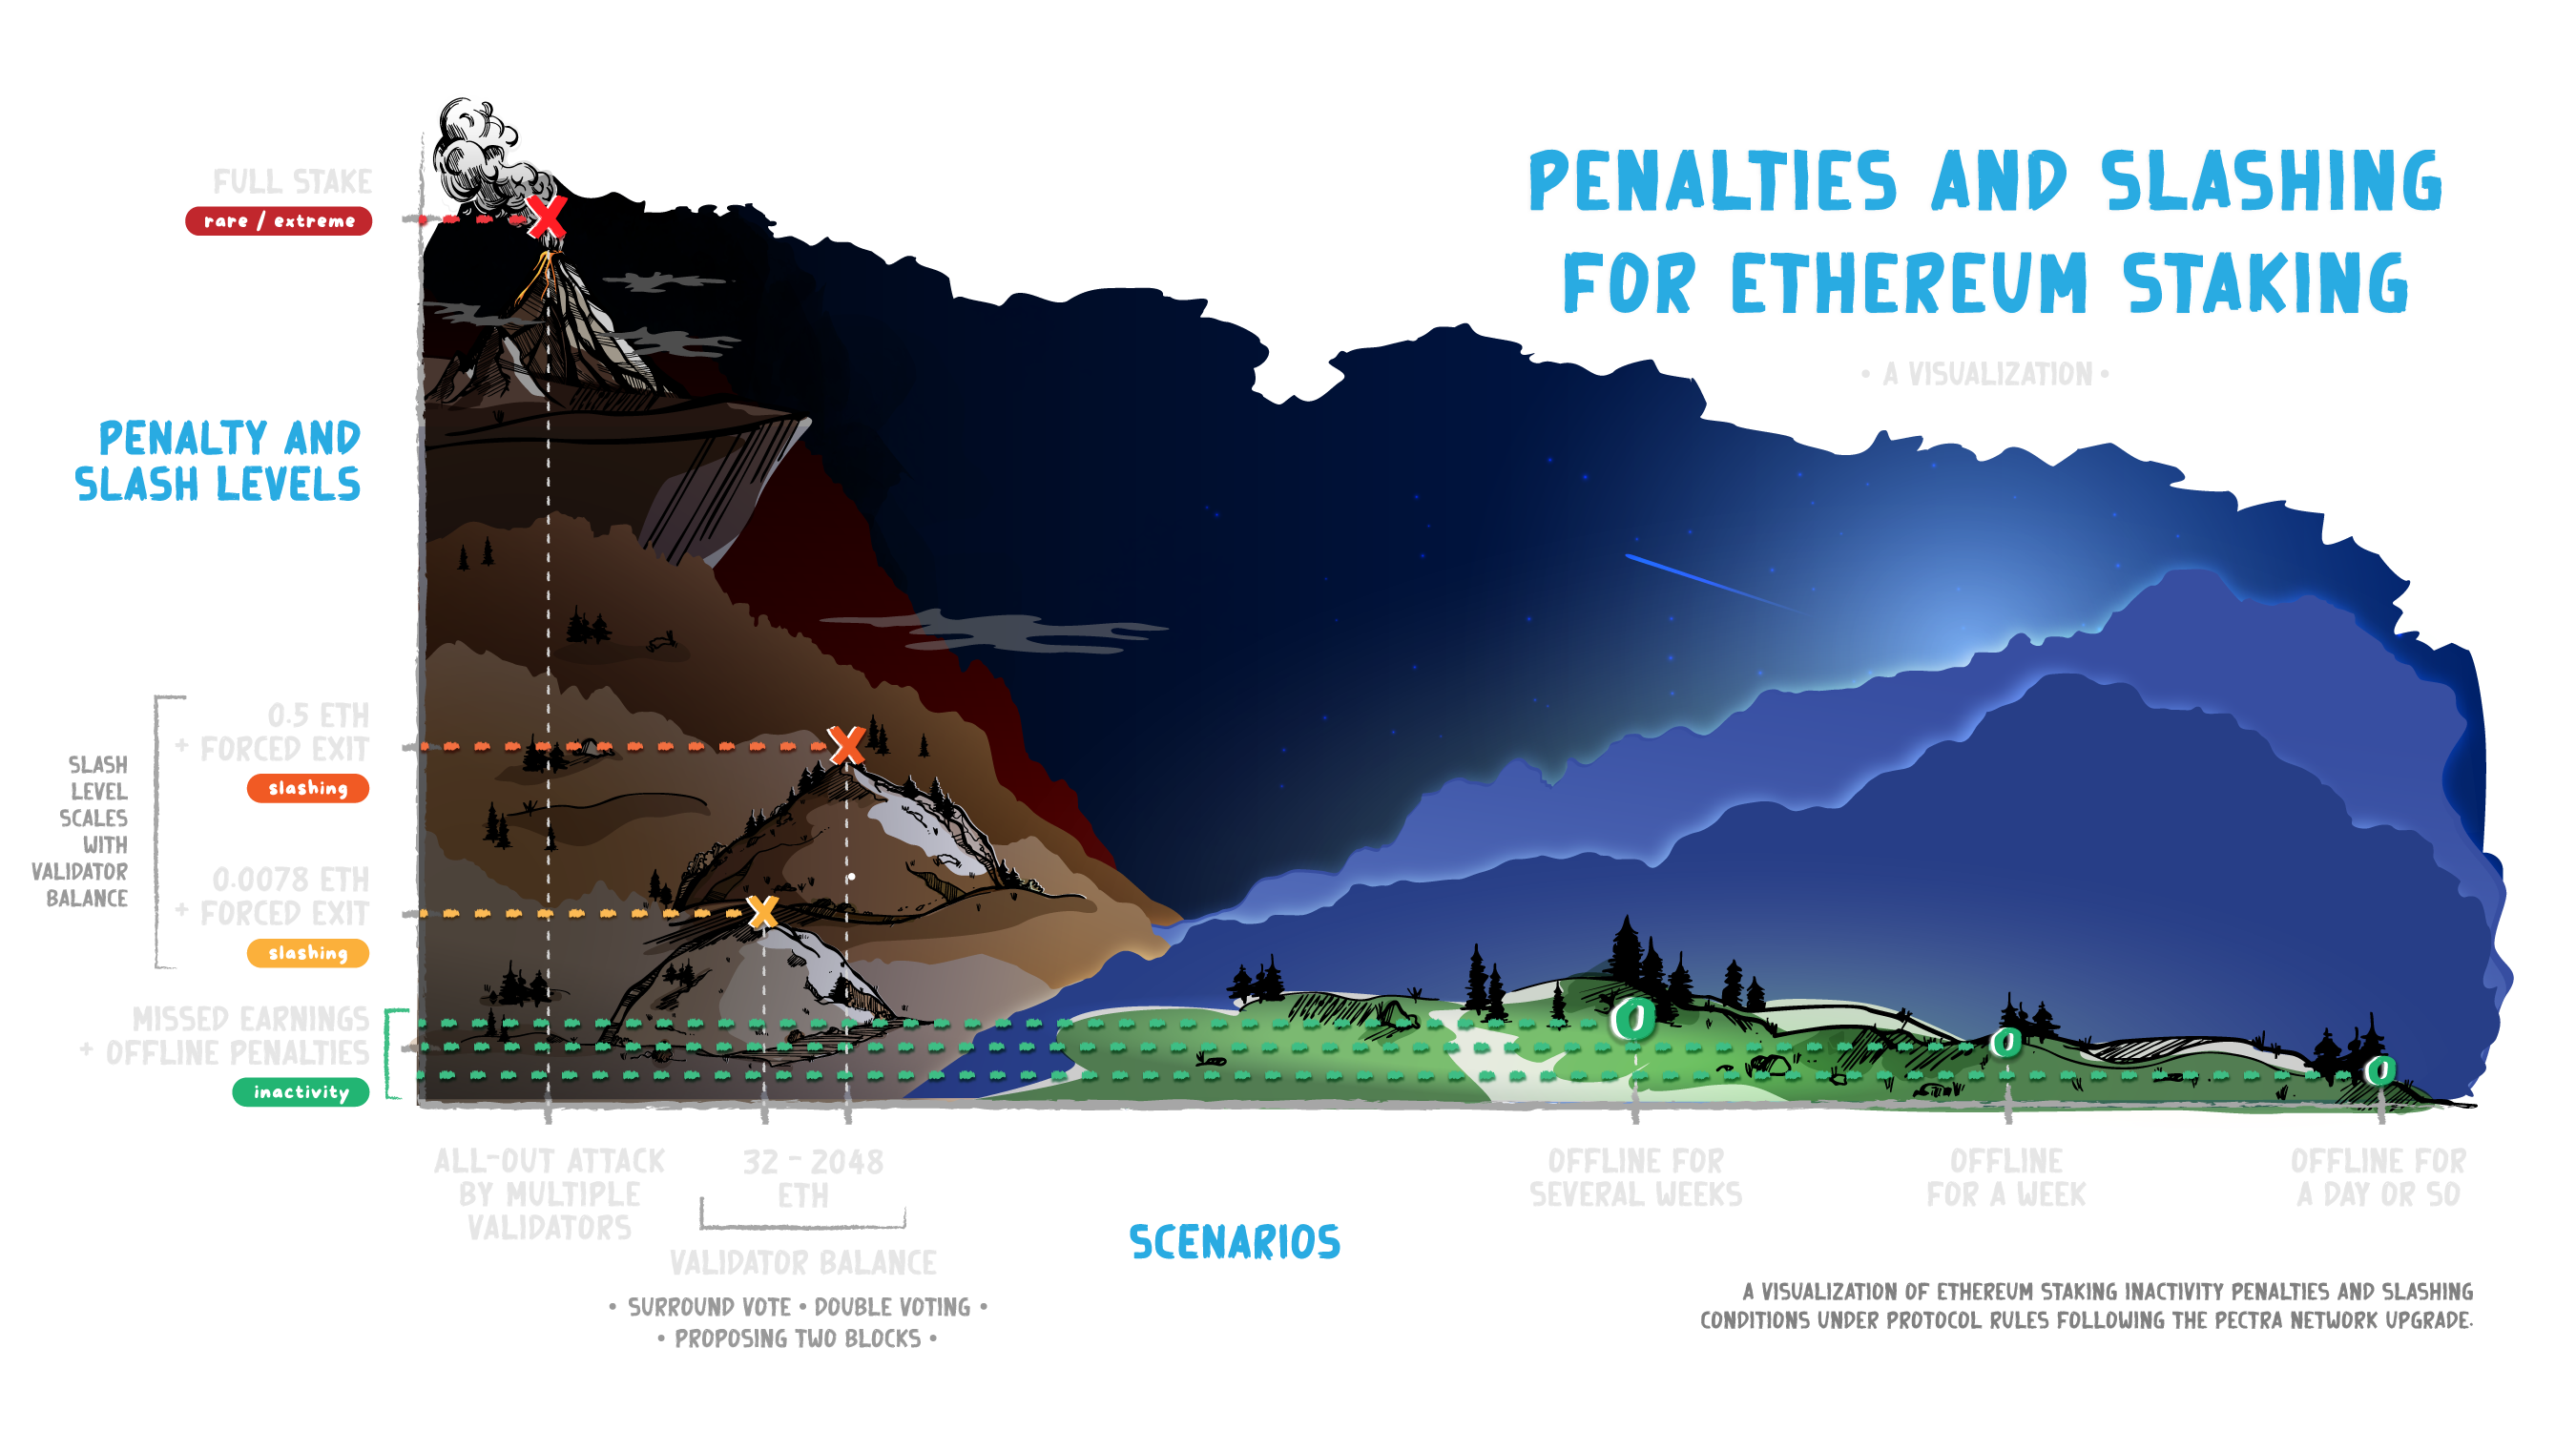 PENALTIES AND SLASHING
FOR ETHEREUM STAKING
• A VISUALIZATION •
FULL STAKE
rare / extreme
PENALTY AND
SLASH LEVELS
0.5 ETH
+ FORCED EXIT
slashing
SLASH
LEVEL
SCALES
WITH
VALIDATOR
BALANCE
0.0078 ETH
+ FORCED EXIT
slashing
MISSED EARNINGS
+ OFFLINE PENALTIES
inactivity
ALL-OUT ATTACK
BY MULTIPLE
VALIDATORS
32 - 2048
ETH
VALIDATOR BALANCE
• SURROUND VOTE • DOUBLE VOTING •
• PROPOSING TWO BLOCKS •
SCENARIOS
OFFLINE FOR
SEVERAL WEEKS
OFFLINE
FOR A WEEK
OFFLINE FOR
A DAY OR SO
A VISUALIZATION OF ETHEREUM STAKING INACTIVITY PENALTIES AND SLASHING
CONDITIONS UNDER PROTOCOL RULES FOLLOWING THE PECTRA NETWORK UPGRADE.